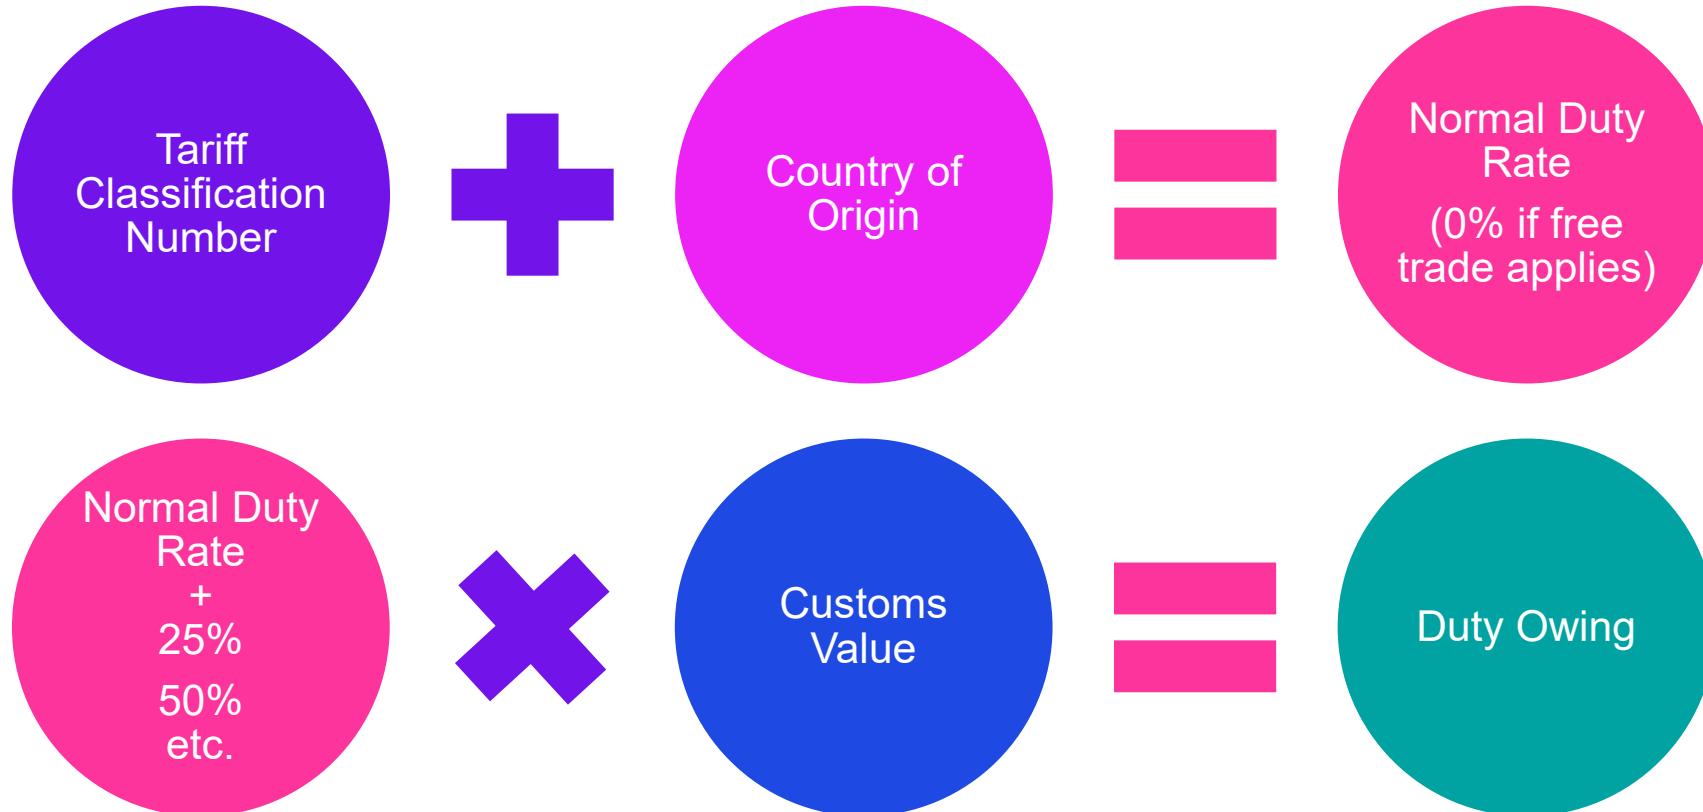 Tariff
Classification
Number
Country of
Origin
Normal Duty
Rate
(0% if free
trade applies)
Normal Duty
Rate
+
25%
50%
etc.
Customs
Value
Duty Owing